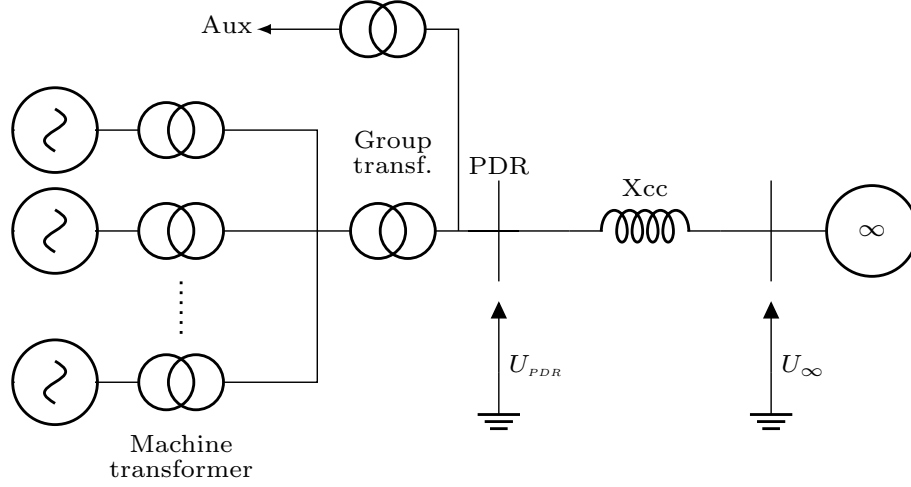 Aux
Group
transf.
PDR
Xcc
∞
U_PDR
U_∞
Machine
transformer